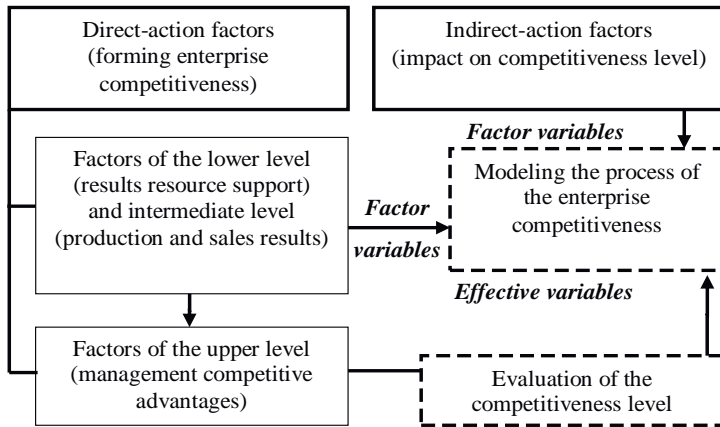 Direct-action factors
(forming enterprise
competitiveness)
Indirect-action factors
(impact on competitiveness level)
Factor variables
Factors of the lower level
(results resource support)
and intermediate level
(production and sales results)
Factor
variables
Modeling the process of
the enterprise
competitiveness
Effective variables
Factors of the upper level
(management competitive
advantages)
Evaluation of the
competitiveness level